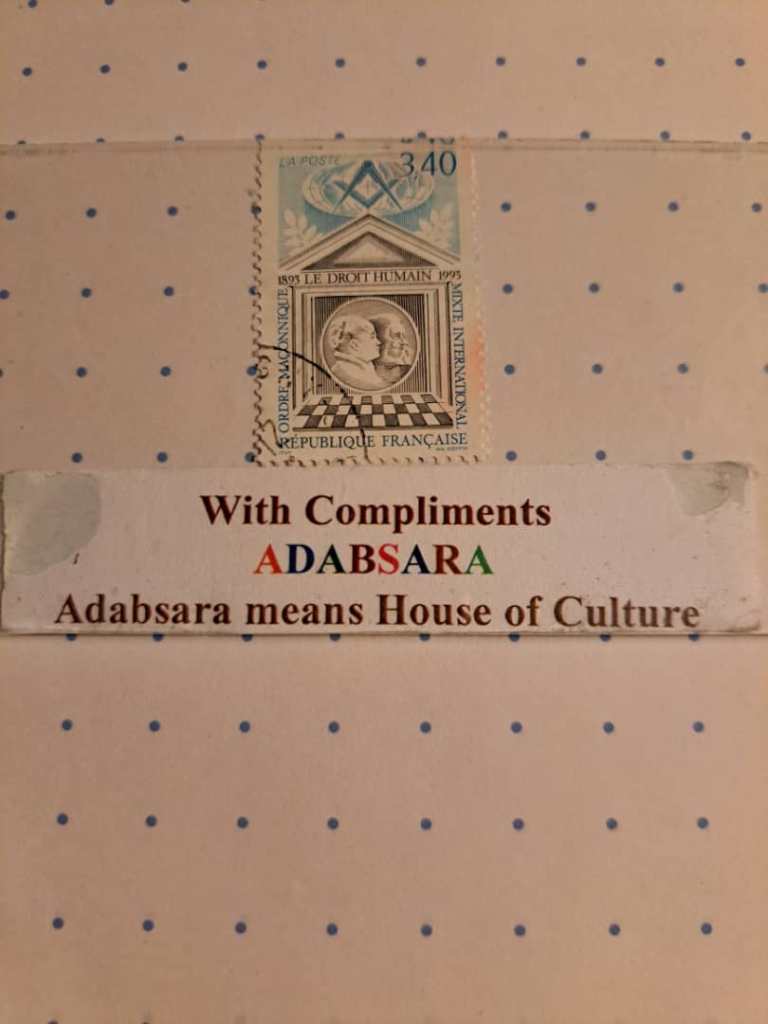 LA POSTE 3,40
1893 LE DROIT HUMAIN 1993
ORDRE MAÇONNIQUE
MIXTE INTERNATIONAL
RÉPUBLIQUE FRANÇAISE
With Compliments
ADABSARA
Adabsara means House of Culture